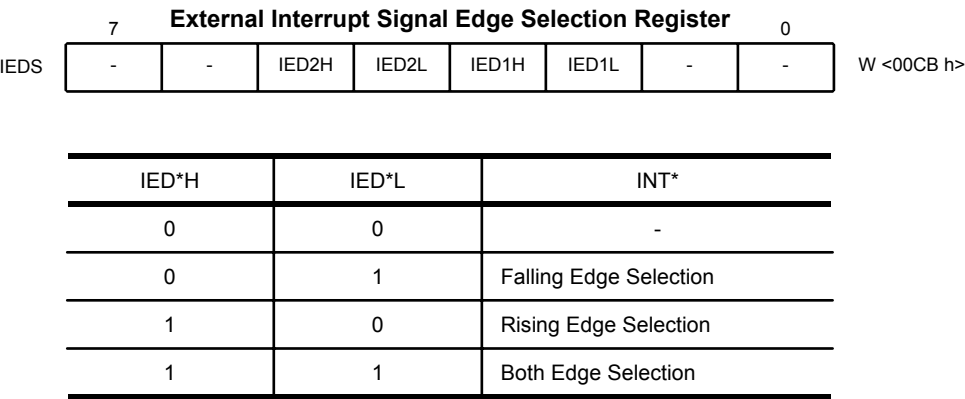 External Interrupt Signal Edge Selection Register
7 0
IEDS - - IED2H IED2L IED1H IED1L - - W <00CB h>
IED*H IED*L INT*
0 0 -
0 1 Falling Edge Selection
1 0 Rising Edge Selection
1 1 Both Edge Selection